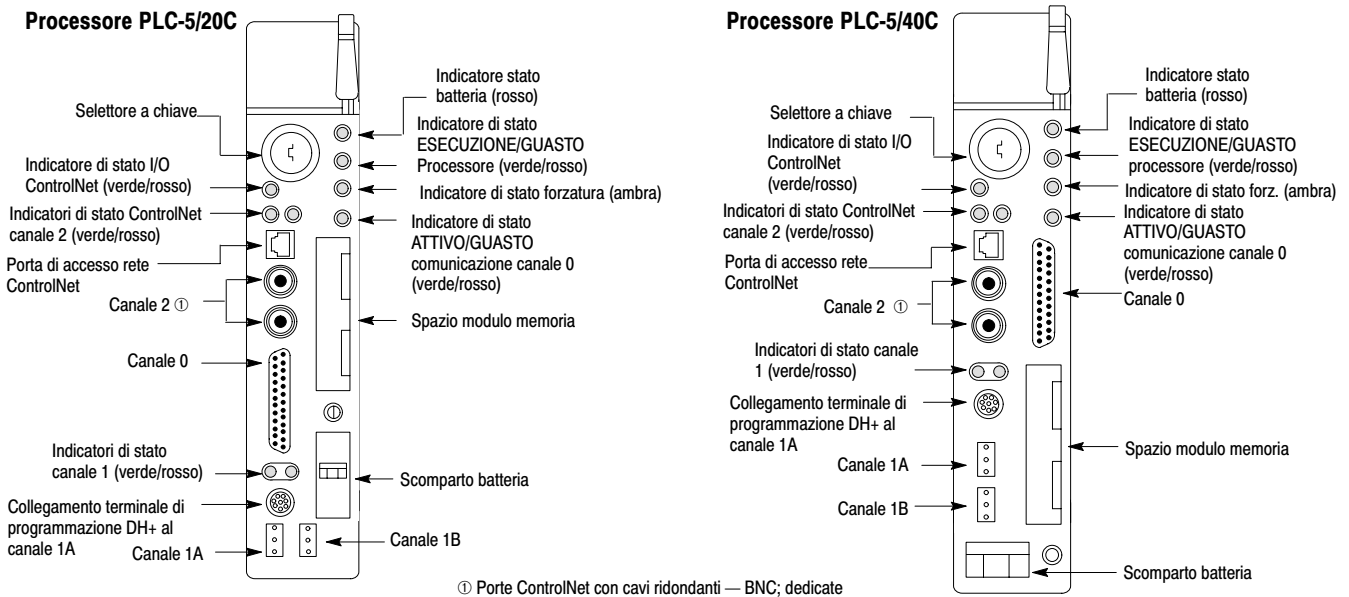 Processore PLC-5/20C
Indicatore stato
batteria (rosso)
Selettore a chiave
Indicatore di stato
ESECUZIONE/GUASTO
Processore (verde/rosso)
Indicatore di stato I/O
ControlNet (verde/rosso)
Indicatore di stato forzatura (ambra)
Indicatori di stato ControlNet
canale 2 (verde/rosso)
Indicatore di stato
ATTIVO/GUASTO
comunicazione canale 0
(verde/rosso)
Porta di accesso rete
ControlNet
Canale 2 ①
Spazio modulo memoria
Canale 0
Indicatori di stato
canale 1 (verde/rosso)
Scomparto batteria
Collegamento terminale di
programmazione DH+ al
canale 1A
Canale 1A
Canale 1B
Processore PLC-5/40C
Indicatore stato
batteria (rosso)
Selettore a chiave
Indicatore di stato
ESECUZIONE/GUASTO
processore (verde/rosso)
Indicatore di stato I/O
ControlNet
(verde/rosso)
Indicatore di stato forz. (ambra)
Indicatori di stato ControlNet
canale 2 (verde/rosso)
Indicatore di stato
ATTIVO/GUASTO
comunicazione canale 0
(verde/rosso)
Porta di accesso rete
ControlNet
Canale 0
Canale 2 ①
Indicatori di stato canale
1 (verde/rosso)
Collegamento terminale di
programmazione DH+ al
canale 1A
Spazio modulo memoria
Canale 1A
Canale 1B
Scomparto batteria
① Porte ControlNet con cavi ridondanti — BNC; dedicate